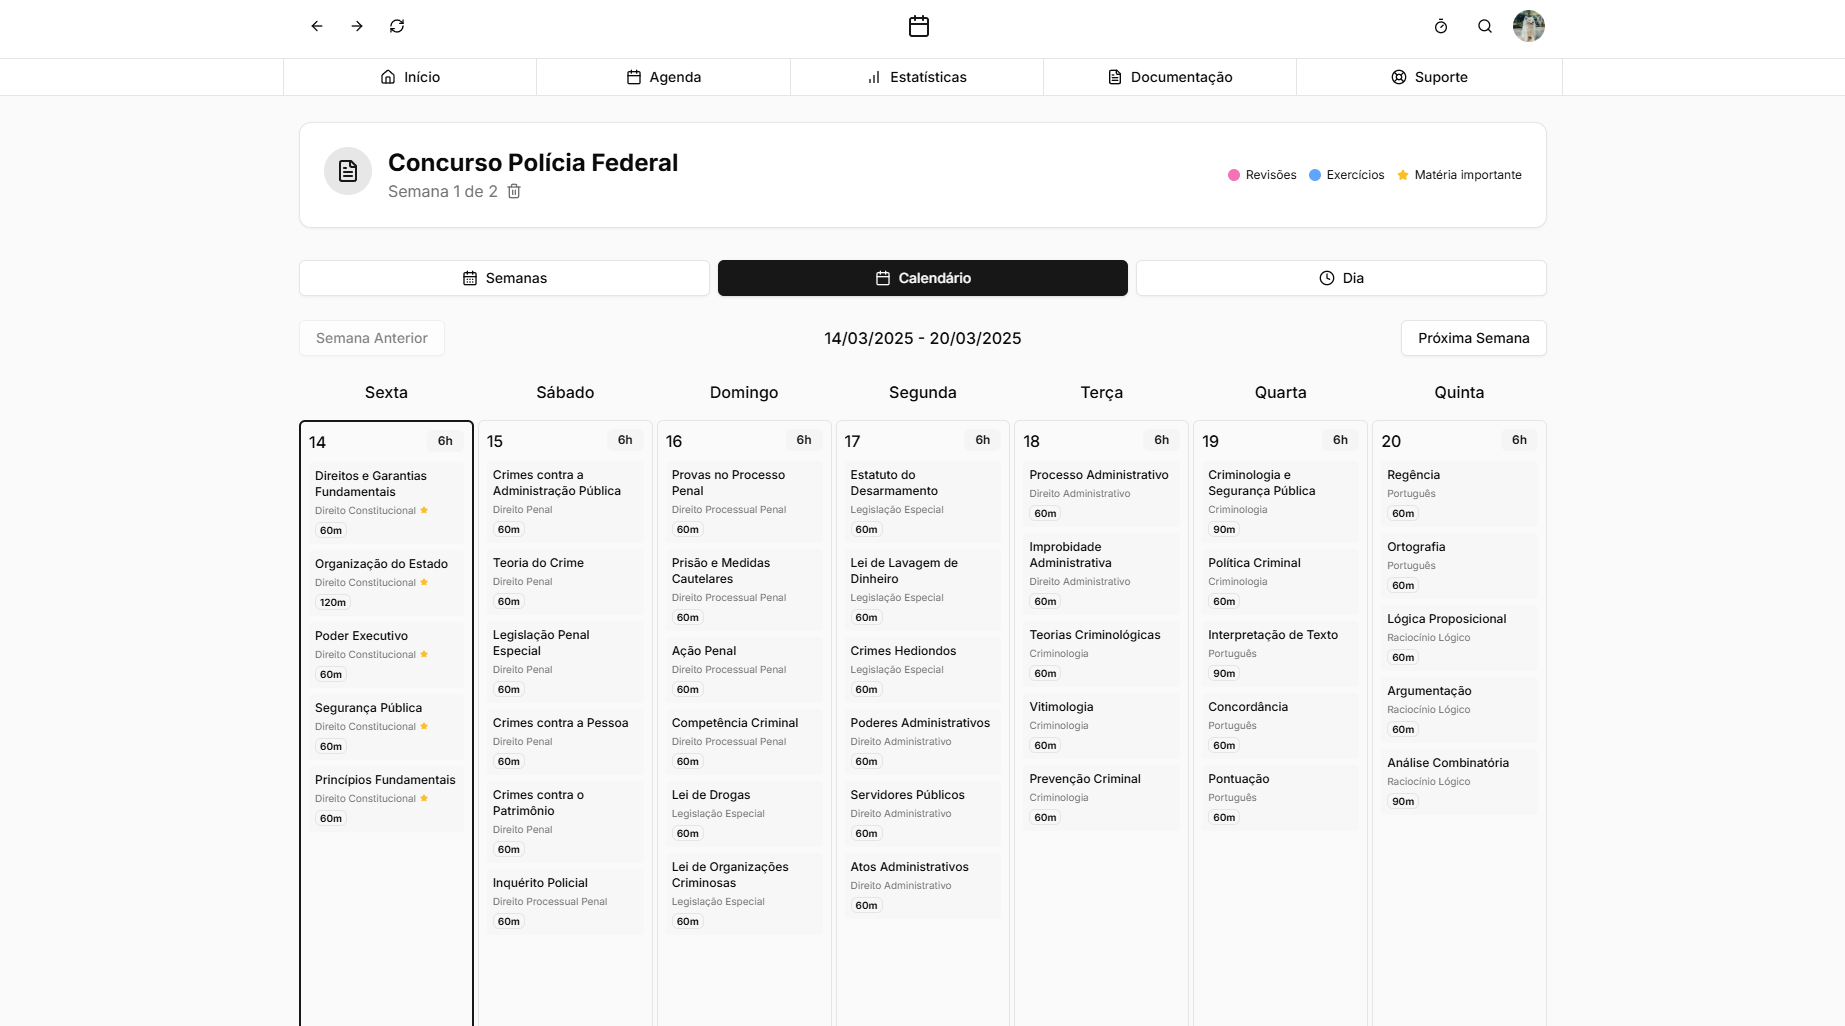 Início
Agenda
Estatísticas
Documentação
Suporte
Concurso Polícia Federal
Semana 1 de 2
Revisões
Exercícios
Matéria importante
Semanas
Calendário
Dia
Semana Anterior
14/03/2025 - 20/03/2025
Próxima Semana
Sexta
14
6h
Direitos e Garantias
Fundamentais
Direito Constitucional
60m
Organização do Estado
Direito Constitucional
120m
Poder Executivo
Direito Constitucional
60m
Segurança Pública
Direito Constitucional
60m
Princípios Fundamentais
Direito Constitucional
60m
Sábado
15
6h
Crimes contra a
Administração Pública
Direito Penal
60m
Teoria do Crime
Direito Penal
60m
Legislação Penal
Especial
Direito Penal
60m
Crimes contra a Pessoa
Direito Penal
60m
Crimes contra o
Patrimônio
Direito Penal
60m
Inquérito Policial
Direito Processual Penal
60m
Domingo
16
6h
Provas no Processo
Penal
Direito Processual Penal
60m
Prisão e Medidas
Cautelares
Direito Processual Penal
60m
Ação Penal
Direito Processual Penal
60m
Competência Criminal
Direito Processual Penal
60m
Lei de Drogas
Legislação Especial
60m
Lei de Organizações
Criminosas
Legislação Especial
60m
Segunda
17
6h
Estatuto do
Desarmamento
Legislação Especial
60m
Lei de Lavagem de
Dinheiro
Legislação Especial
60m
Crimes Hediondos
Legislação Especial
60m
Poderes Administrativos
Direito Administrativo
60m
Servidores Públicos
Direito Administrativo
60m
Atos Administrativos
Direito Administrativo
60m
Terça
18
6h
Processo Administrativo
Direito Administrativo
60m
Improbidade
Administrativa
Direito Administrativo
60m
Teorias Criminológicas
Criminologia
60m
Vitimologia
Criminologia
60m
Prevenção Criminal
Criminologia
60m
Quarta
19
6h
Criminologia e
Segurança Pública
Criminologia
90m
Política Criminal
Criminologia
60m
Interpretação de Texto
Português
90m
Concordância
Português
60m
Pontuação
Português
60m
Quinta
20
6h
Regência
Português
60m
Ortografia
Português
60m
Lógica Proposicional
Raciocínio Lógico
60m
Argumentação
Raciocínio Lógico
60m
Análise Combinatória
Raciocínio Lógico
90m